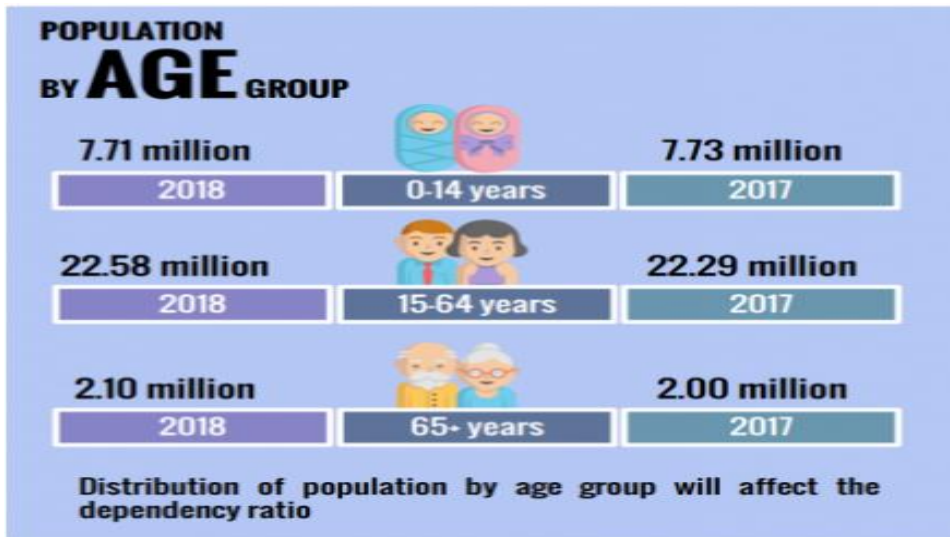 POPULATION
BY AGE GROUP
7.71 million 7.73 million
2018 0-14 years 2017
22.58 million 22.29 million
2018 15-64 years 2017
2.10 million 2.00 million
2018 65+ years 2017
Distribution of population by age group will affect the
dependency ratio